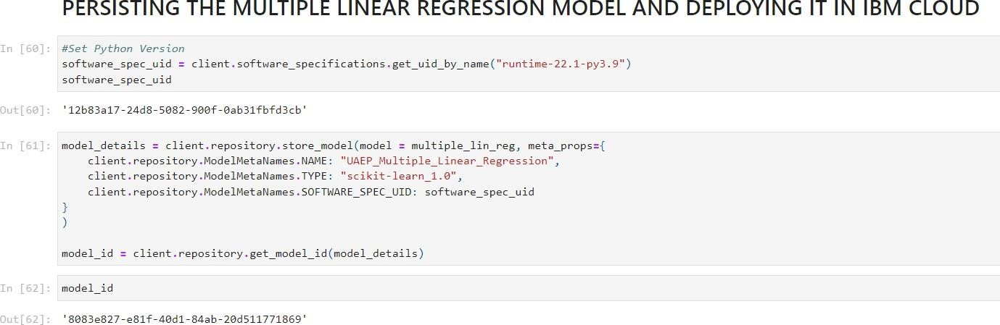 PERSISTING THE MULTIPLE LINEAR REGRESSION MODEL AND DEPLOYING IT IN IBM CLOUD
In [60]: #Set Python Version
software_spec_uid = client.software_specifications.get_uid_by_name("runtime-22.1-py3.9")
software_spec_uid
Out[60]: '12b83a17-24d8-5082-900f-0ab31fbfd3cb'
In [61]: model_details = client.repository.store_model(model = multiple_lin_reg, meta_props={
    client.repository.ModelMetaNames.NAME: "UAEP_Multiple_Linear_Regression",
    client.repository.ModelMetaNames.TYPE: "scikit-learn_1.0",
    client.repository.ModelMetaNames.SOFTWARE_SPEC_UID: software_spec_uid
}
)
model_id = client.repository.get_model_id(model_details)
In [62]: model_id
Out[62]: '8083e827-e81f-40d1-84ab-20d511771869'